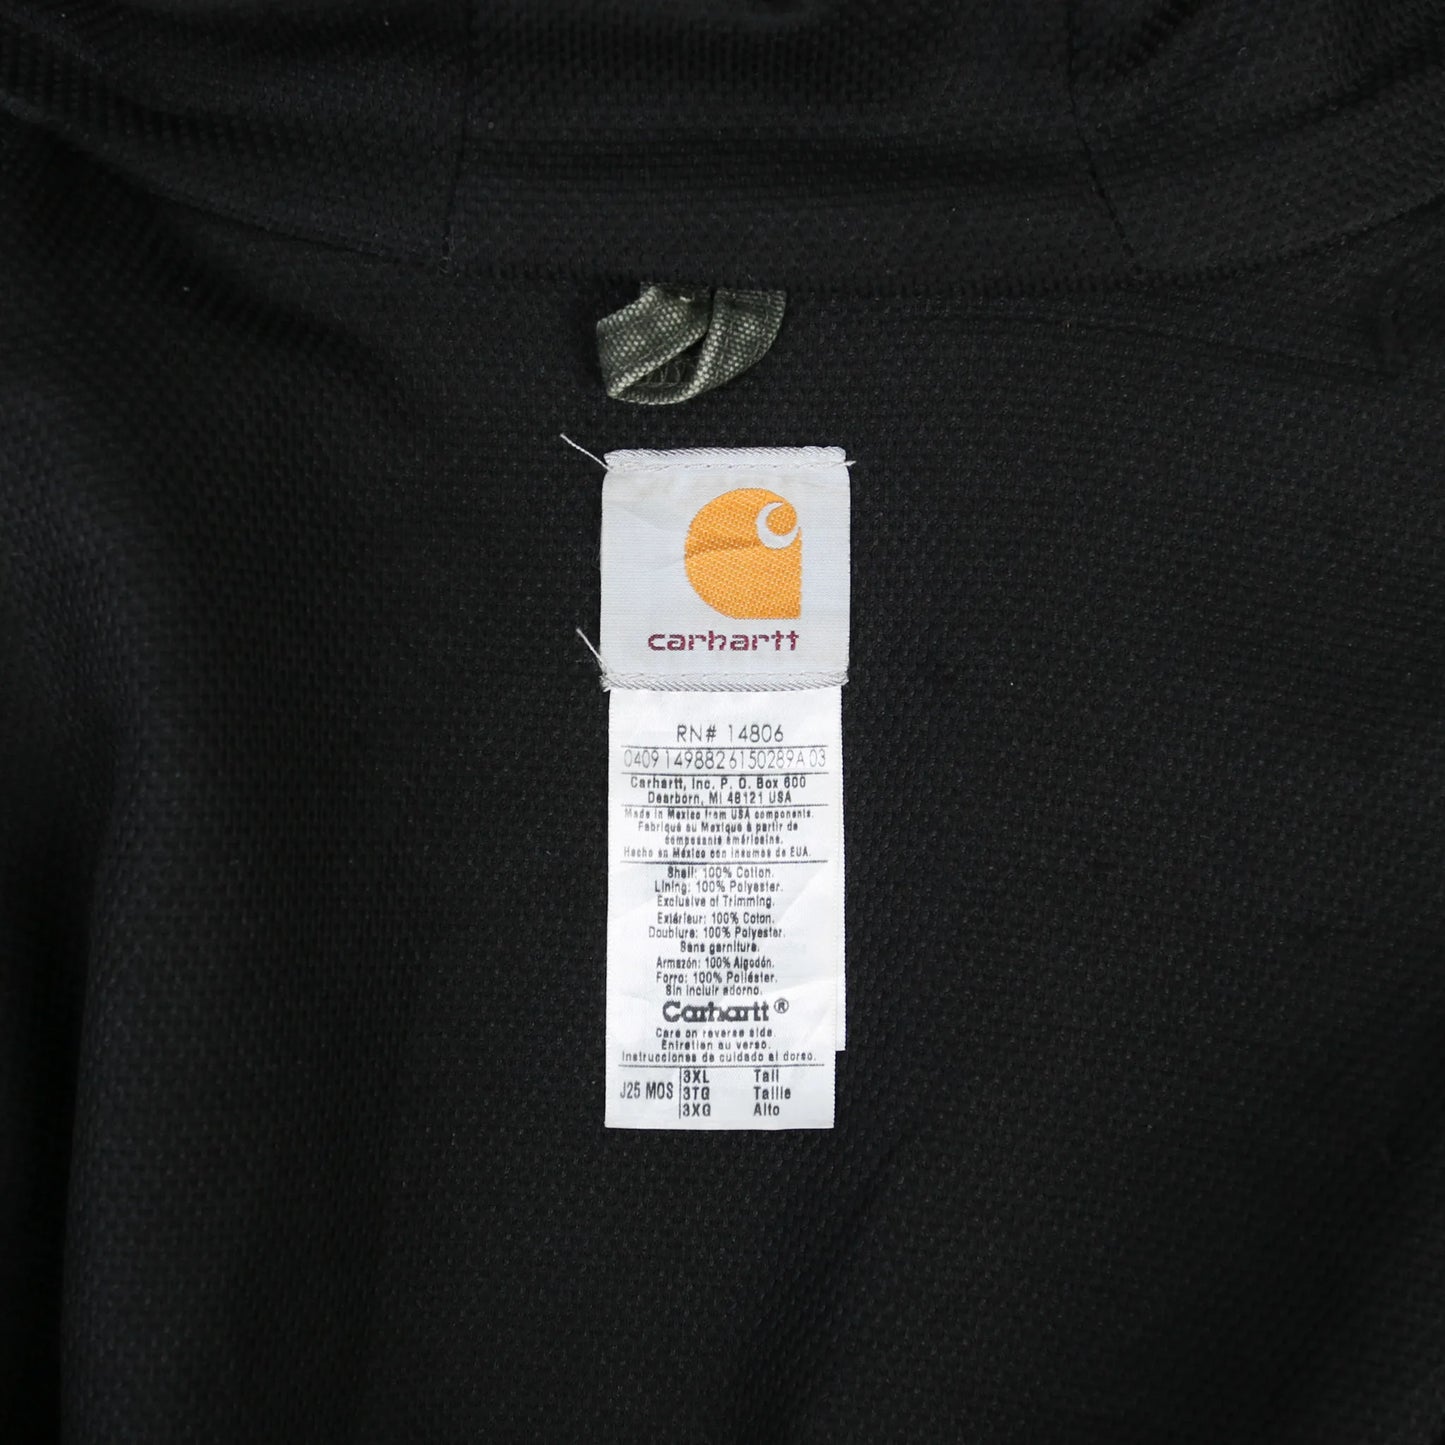 carhartt
RN# 14806
0409 1498826150289A 03
Carhartt, Inc. P. O. Box 600
Dearborn, MI 48121 USA
Made in Mexico from USA components.
Fabriqué au Mexique à partir de
composants américains.
Hecho en México con insumos de EUA.
Shell: 100% Cotton.
Lining: 100% Polyester.
Exclusive of Trimming.
Extérieur: 100% Coton.
Doublure: 100% Polyester.
Sans garniture.
Armazón: 100% Algodón.
Forro: 100% Poliéster.
Sin incluir adorno.
Carhartt®
Care on reverse side
Entretien au verso.
Instrucciones de cuidado al dorso.
J25 MOS 3XL Tall
3TG Taille
3XG Alto